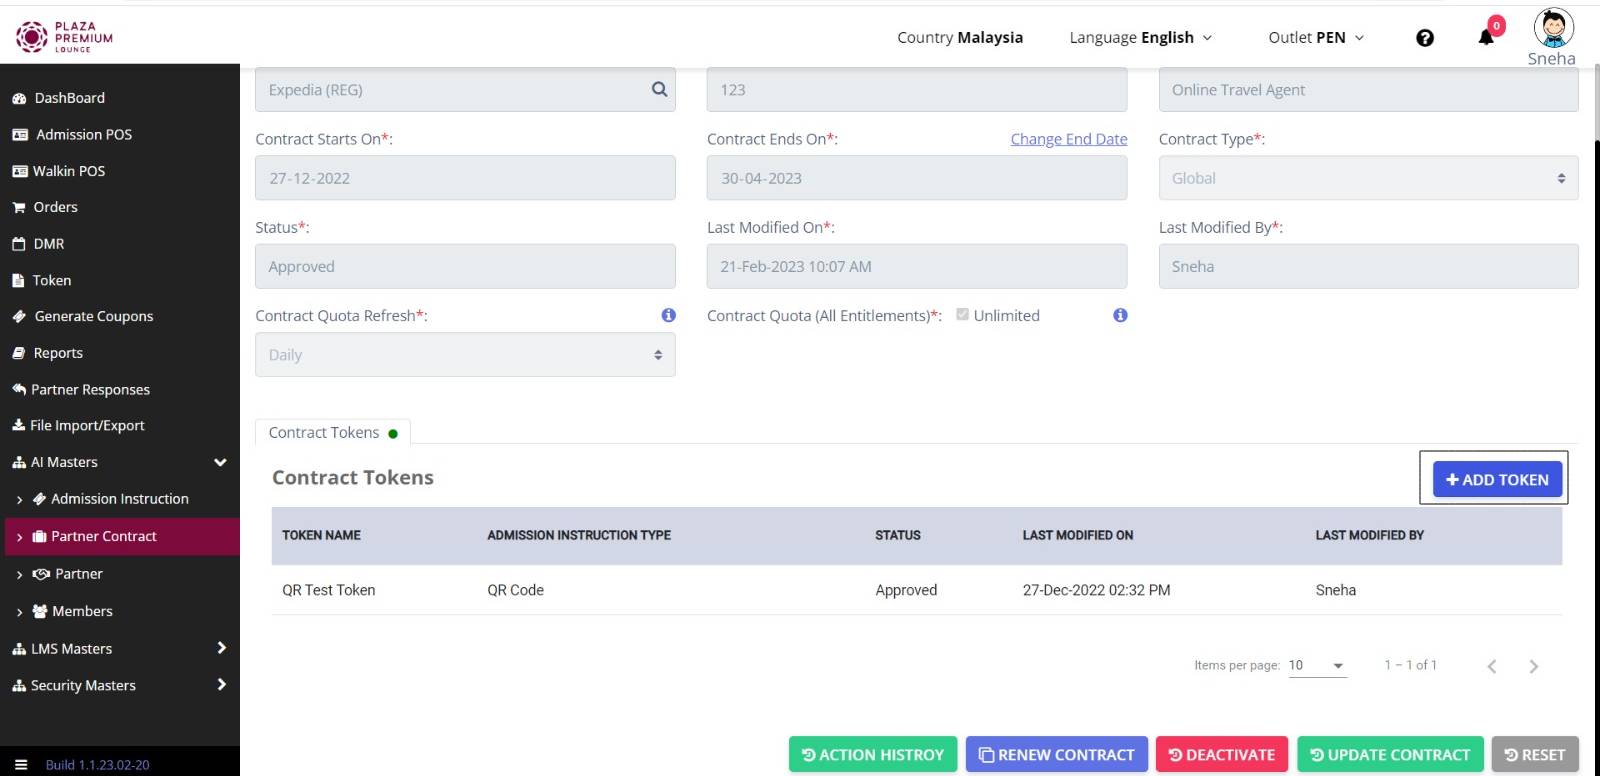 PLAZA
PREMIUM
LOUNGE
Country Malaysia
Language English
Outlet PEN
0
Sneha
DashBoard
Admission POS
Walkin POS
Orders
DMR
Token
Generate Coupons
Reports
Partner Responses
File Import/Export
AI Masters
Admission Instruction
Partner Contract
Partner
Members
LMS Masters
Security Masters
Build 1.1.23.02-20
Expedia (REG)
123
Online Travel Agent
Contract Starts On*:
Contract Ends On*:
Change End Date
Contract Type*:
27-12-2022
30-04-2023
Global
Status*:
Last Modified On*:
Last Modified By*:
Approved
21-Feb-2023 10:07 AM
Sneha
Contract Quota Refresh*:
Contract Quota (All Entitlements)*:
Unlimited
Daily
Contract Tokens
Contract Tokens
ADD TOKEN
TOKEN NAME
ADMISSION INSTRUCTION TYPE
STATUS
LAST MODIFIED ON
LAST MODIFIED BY
QR Test Token
QR Code
Approved
27-Dec-2022 02:32 PM
Sneha
Items per page: 10
1 – 1 of 1
ACTION HISTROY
RENEW CONTRACT
DEACTIVATE
UPDATE CONTRACT
RESET